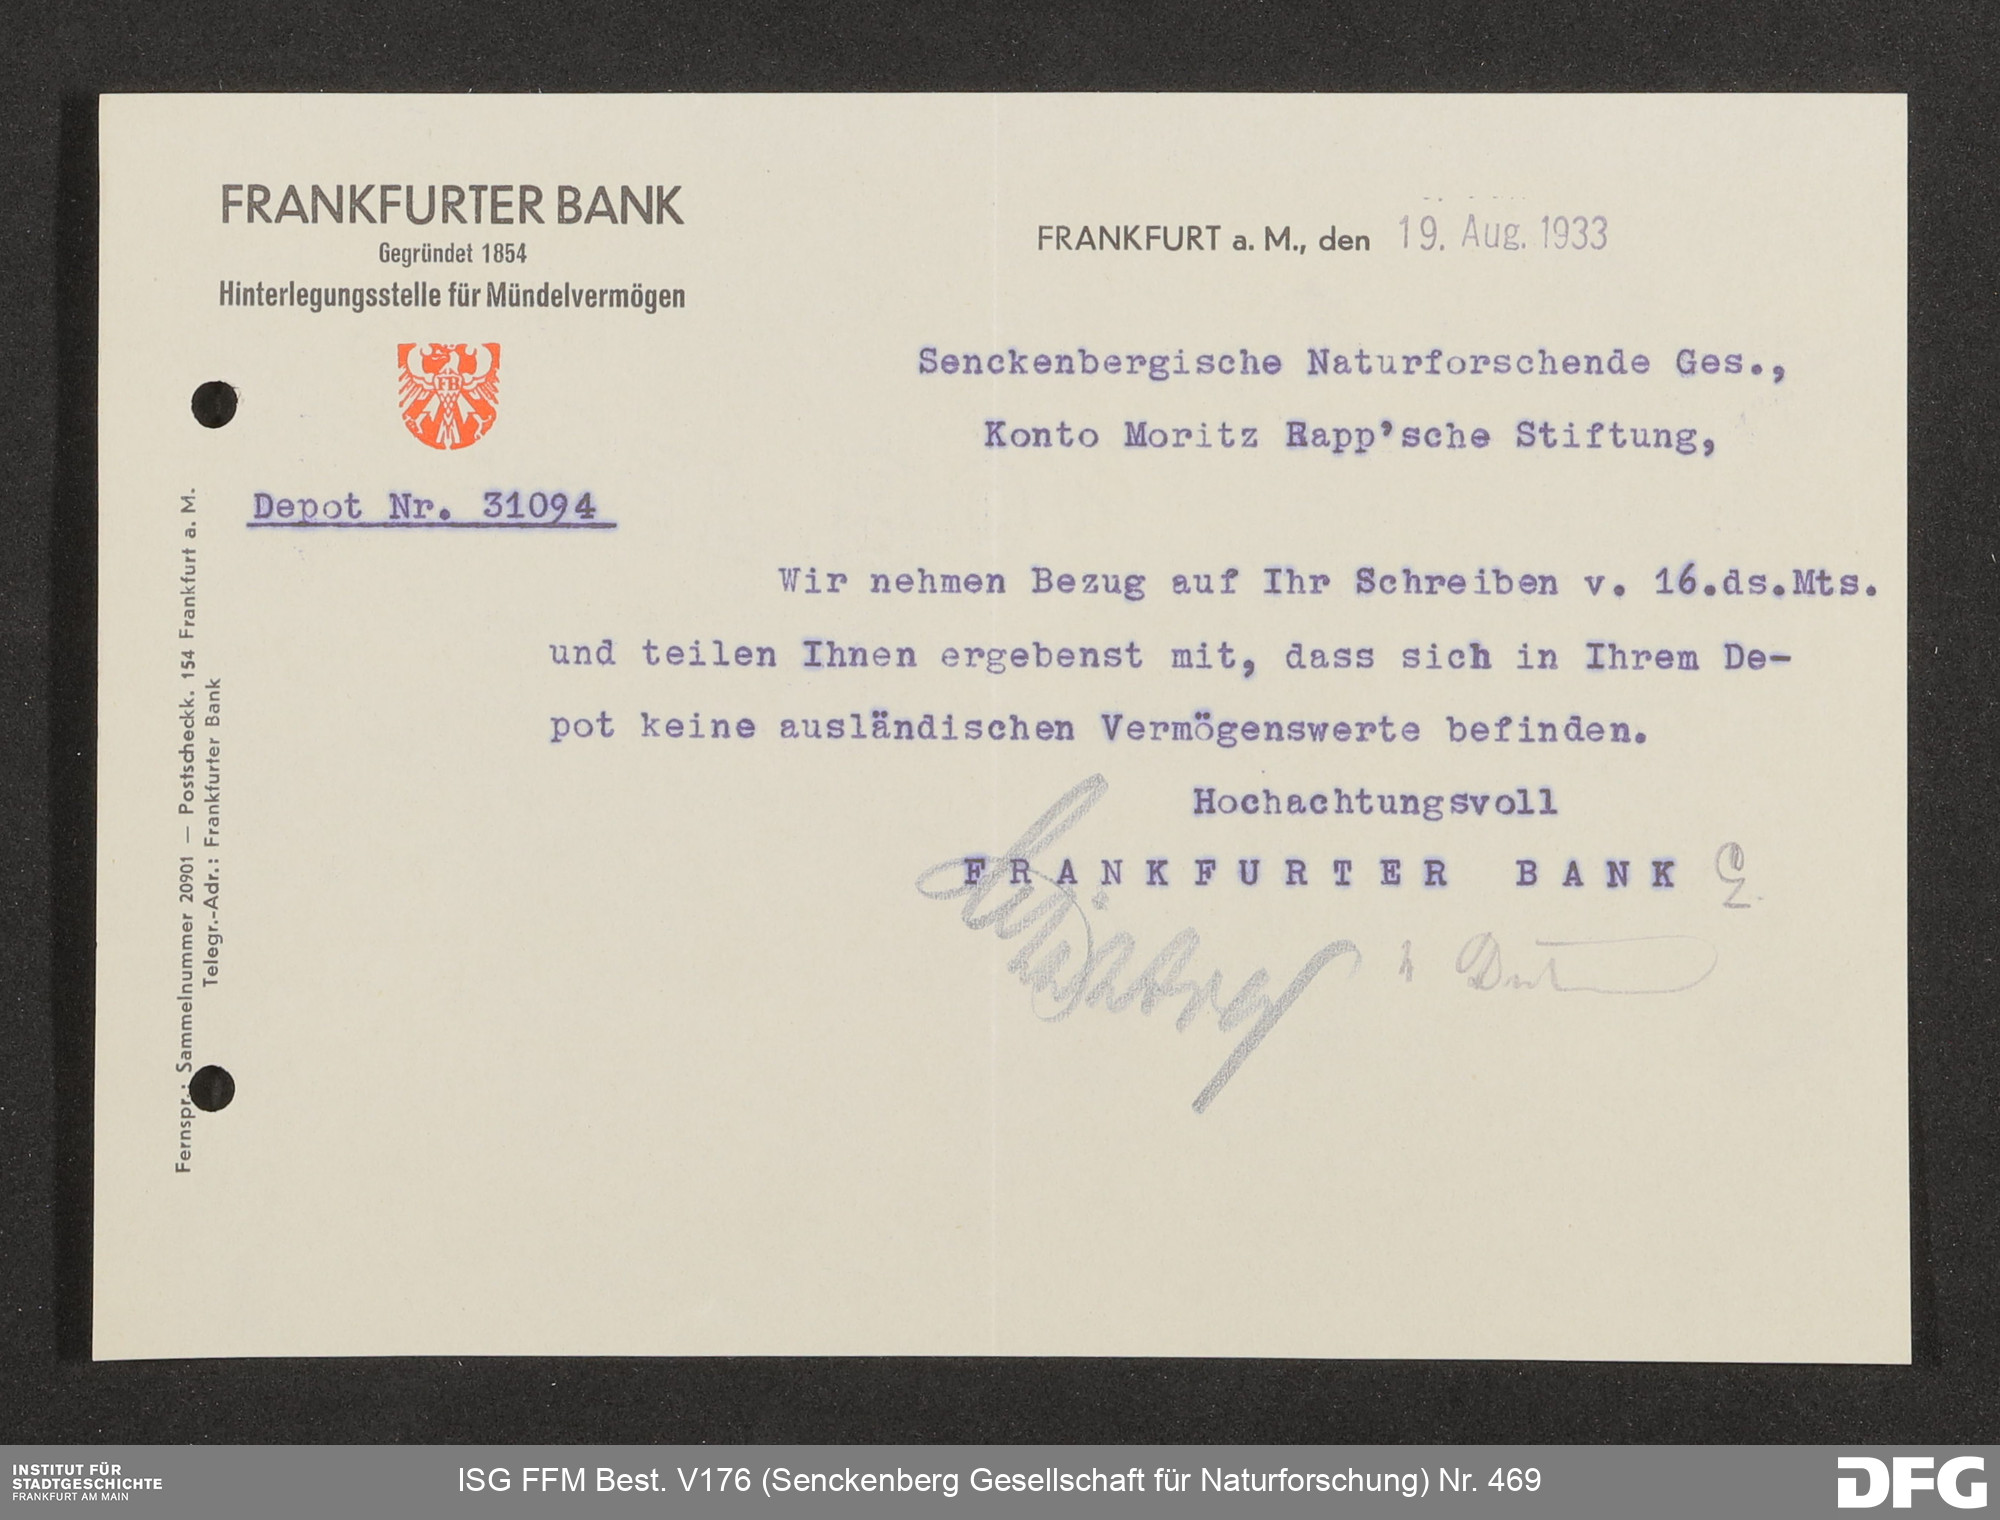 FRANKFURTER BANK
Gegründet 1854
Hinterlegungsstelle für Mündelvermögen
FB
FRANKFURT a. M., den 19. Aug. 1933
Senckenbergische Naturforschende Ges.,
Konto Moritz Rapp'sche Stiftung,
Depot Nr. 31094
Wir nehmen Bezug auf Ihr Schreiben v. 16.ds.Mts.
und teilen Ihnen ergebenst mit, dass sich in Ihrem De-
pot keine ausländischen Vermögenswerte befinden.
Hochachtungsvoll
FRANKFURTER BANK
Fernspr.: Sammelnummer 20901 — Postscheckk. 154 Frankfurt a. M.
Telegr.-Adr.: Frankfurter Bank
INSTITUT FÜR
STADTGESCHICHTE
FRANKFURT AM MAIN
ISG FFM Best. V176 (Senckenberg Gesellschaft für Naturforschung) Nr. 469
DFG